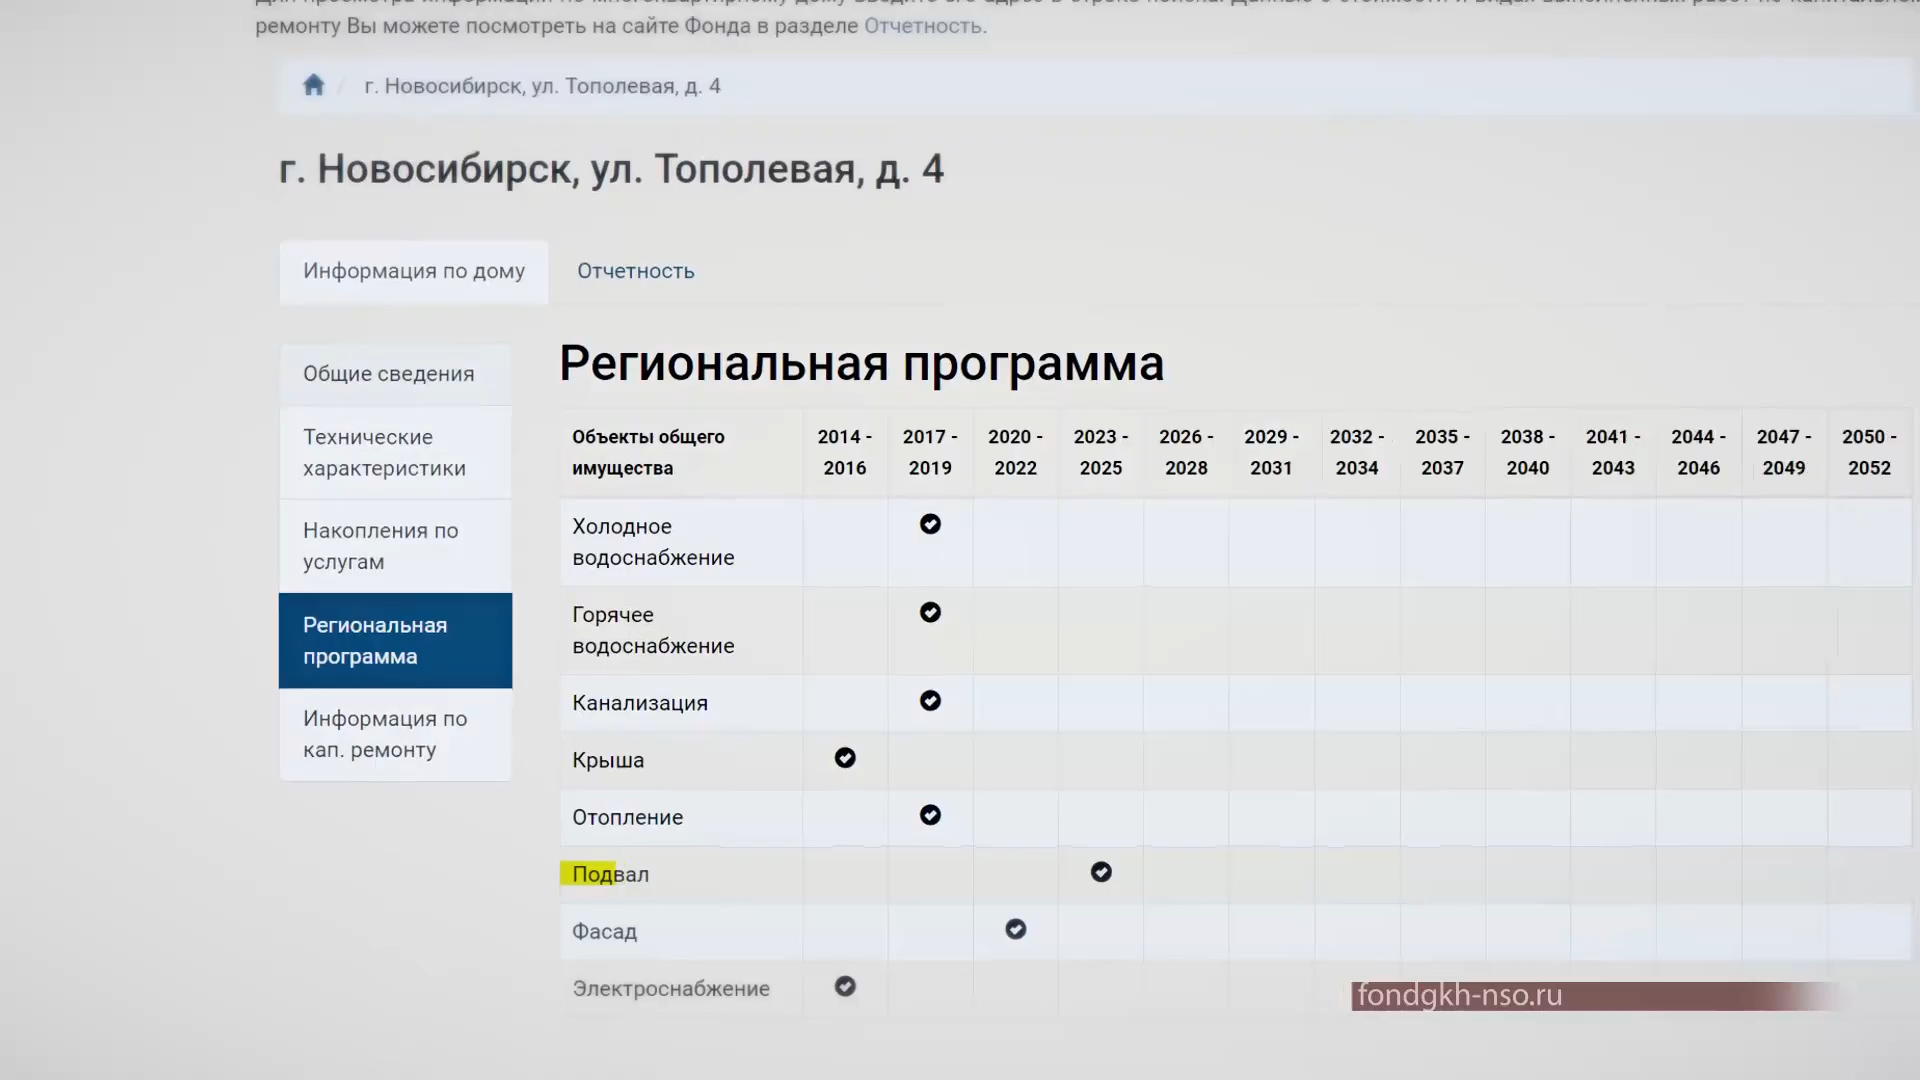 ремонту Вы можете посмотреть на сайте Фонда в разделе Отчетность.
г. Новосибирск, ул. Тополевая, д. 4
г. Новосибирск, ул. Тополевая, д. 4
Информация по дому Отчетность
Общие сведения
Технические
характеристики
Накопления по
услугам
Региональная
программа
Информация по
кап. ремонту
Региональная программа
Объекты общего
имущества
2014 -
2016
2017 -
2019
2020 -
2022
2023 -
2025
2026 -
2028
2029 -
2031
2032 -
2034
2035 -
2037
2038 -
2040
2041 -
2043
2044 -
2046
2047 -
2049
2050 -
2052
Холодное
водоснабжение
Горячее
водоснабжение
Канализация
Крыша
Отопление
Подвал
Фасад
Электроснабжение
fondgkh-nso.ru